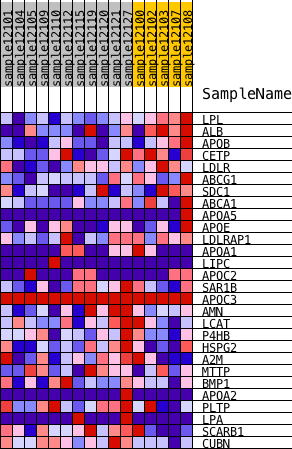 sample12101
sample12104
sample12105
sample12109
sample12110
sample12112
sample12115
sample12119
sample12120
sample12121
sample12122
sample12100
sample12102
sample12103
sample12107
sample12108
SampleName
LPL
ALB
APOB
CETP
LDLR
ABCG1
SDC1
ABCA1
APOA5
APOE
LDLRAP1
APOA1
LIPC
APOC2
SAR1B
APOC3
AMN
LCAT
P4HB
HSPG2
A2M
MTTP
BMP1
APOA2
PLTP
LPA
SCARB1
CUBN